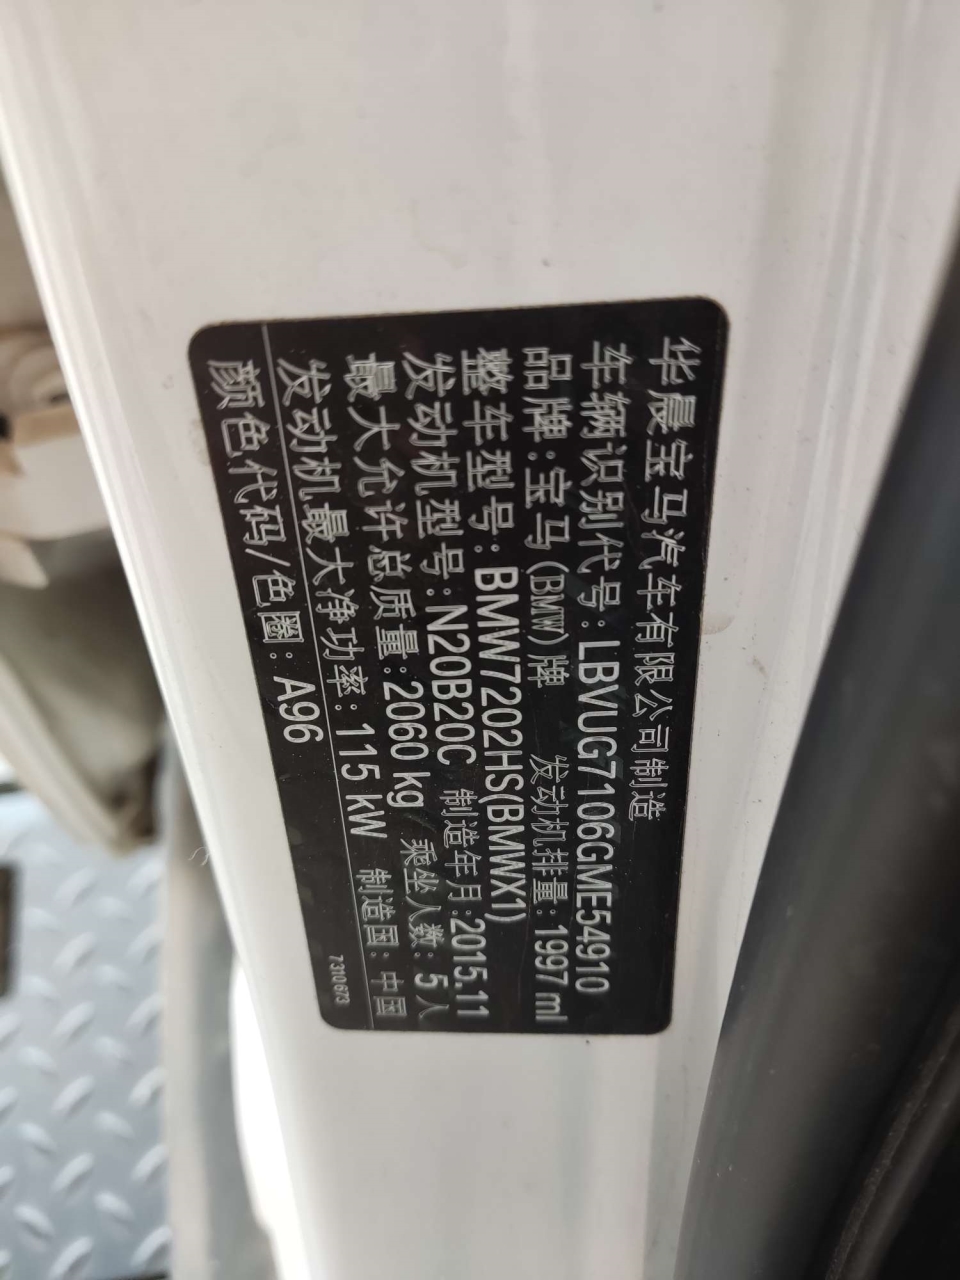 华晨宝马汽车有限公司制造
车辆识别代号：LBVUG7106GME54910
品牌：宝马(BMW)牌 发动机排量：1997 ml
整车型号：BMW7202HS(BMWX1)
发动机型号：N20B20C 制造年月：2015.11
最大允许总质量：2060 kg 乘坐人数：5人
发动机最大净功率：115 kW 制造国：中国
颜色代码/色圈：A96 7310673